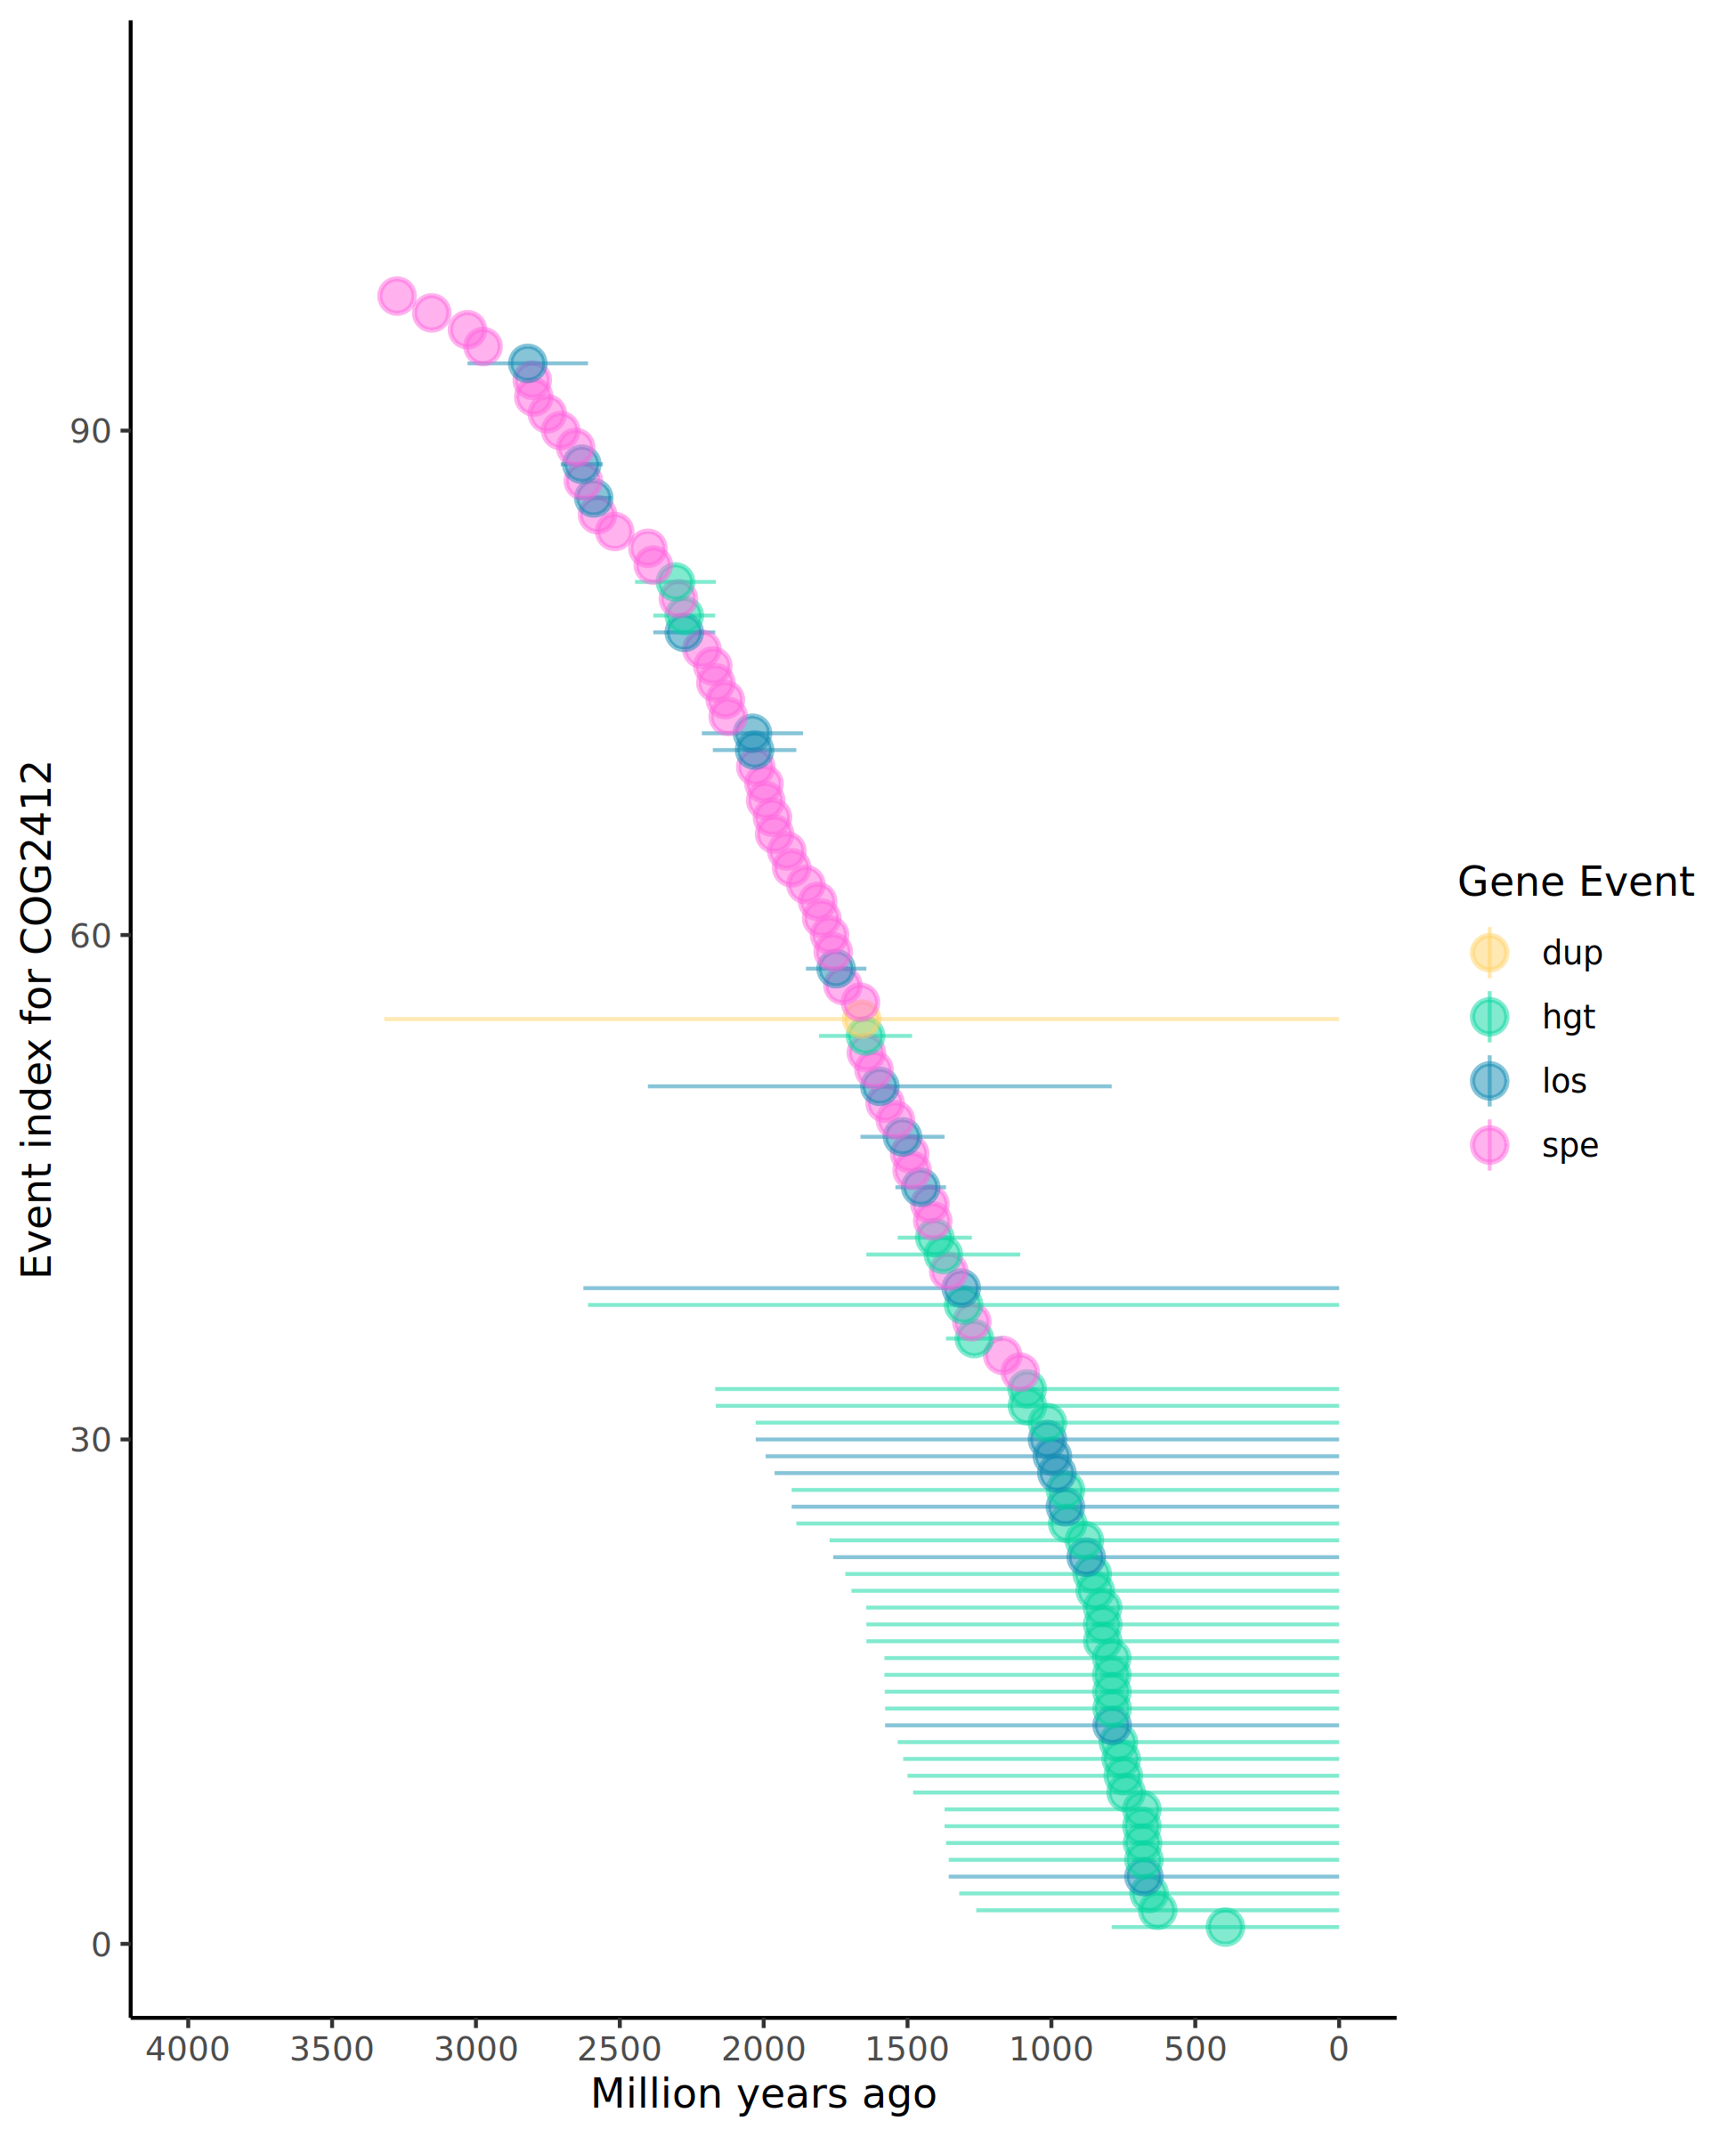 90
60
30
0
Event index for COG2412
4000 3500 3000 2500 2000 1500 1000 500 0
Million years ago
Gene Event
dup
hgt
los
spe